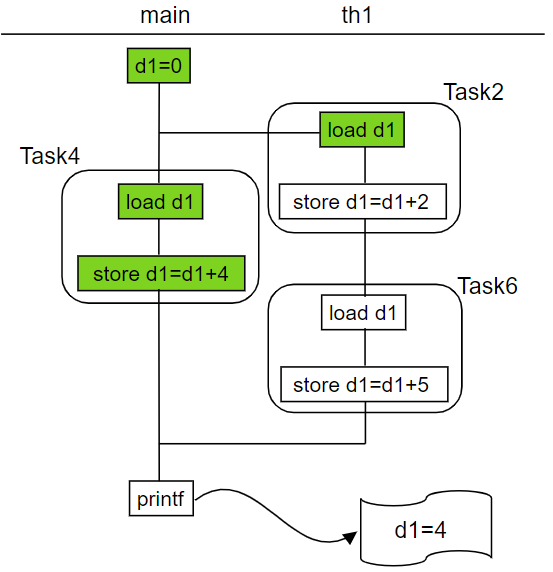 main th1
d1=0
Task2
load d1
Task4
load d1
store d1=d1+2
store d1=d1+4
Task6
load d1
store d1=d1+5
printf
d1=4